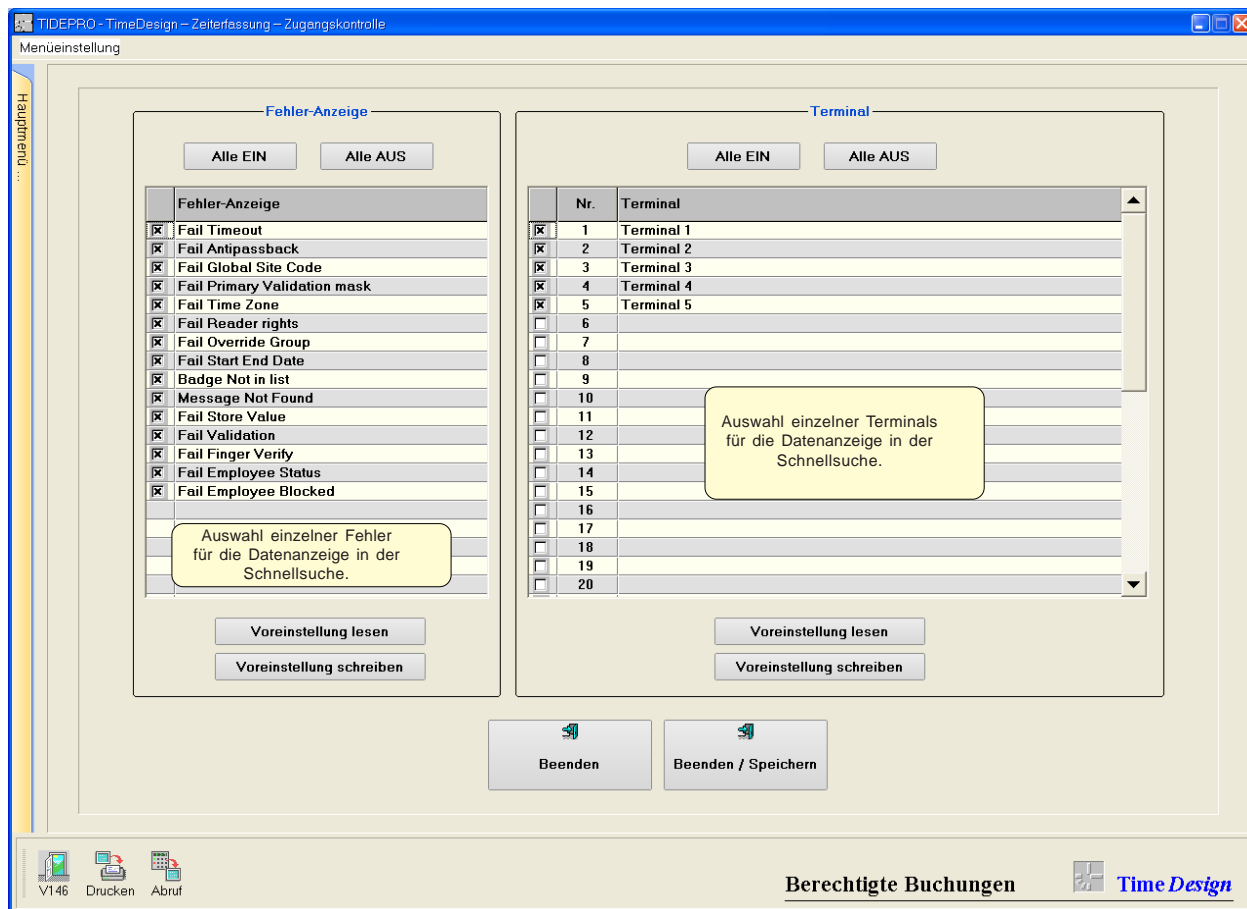 TIDEPRO - TimeDesign – Zeiterfassung – Zugangskontrolle
Menüeinstellung
Hauptmenü ...
Fehler-Anzeige
Alle EIN
Alle AUS
Fehler-Anzeige
Fail Timeout
Fail Antipassback
Fail Global Site Code
Fail Primary Validation mask
Fail Time Zone
Fail Reader rights
Fail Override Group
Fail Start End Date
Badge Not in list
Message Not Found
Fail Store Value
Fail Validation
Fail Finger Verify
Fail Employee Status
Fail Employee Blocked
Auswahl einzelner Fehler
für die Datenanzeige in der
Schnellsuche.
Voreinstellung lesen
Voreinstellung schreiben
Terminal
Alle EIN
Alle AUS
Nr. Terminal
1 Terminal 1
2 Terminal 2
3 Terminal 3
4 Terminal 4
5 Terminal 5
6
7
8
9
10
11
12
13
14
15
16
17
18
19
20
Auswahl einzelner Terminals
für die Datenanzeige in der
Schnellsuche.
Voreinstellung lesen
Voreinstellung schreiben
Beenden
Beenden / Speichern
V146
Drucken
Abruf
Berechtigte Buchungen
Time Design